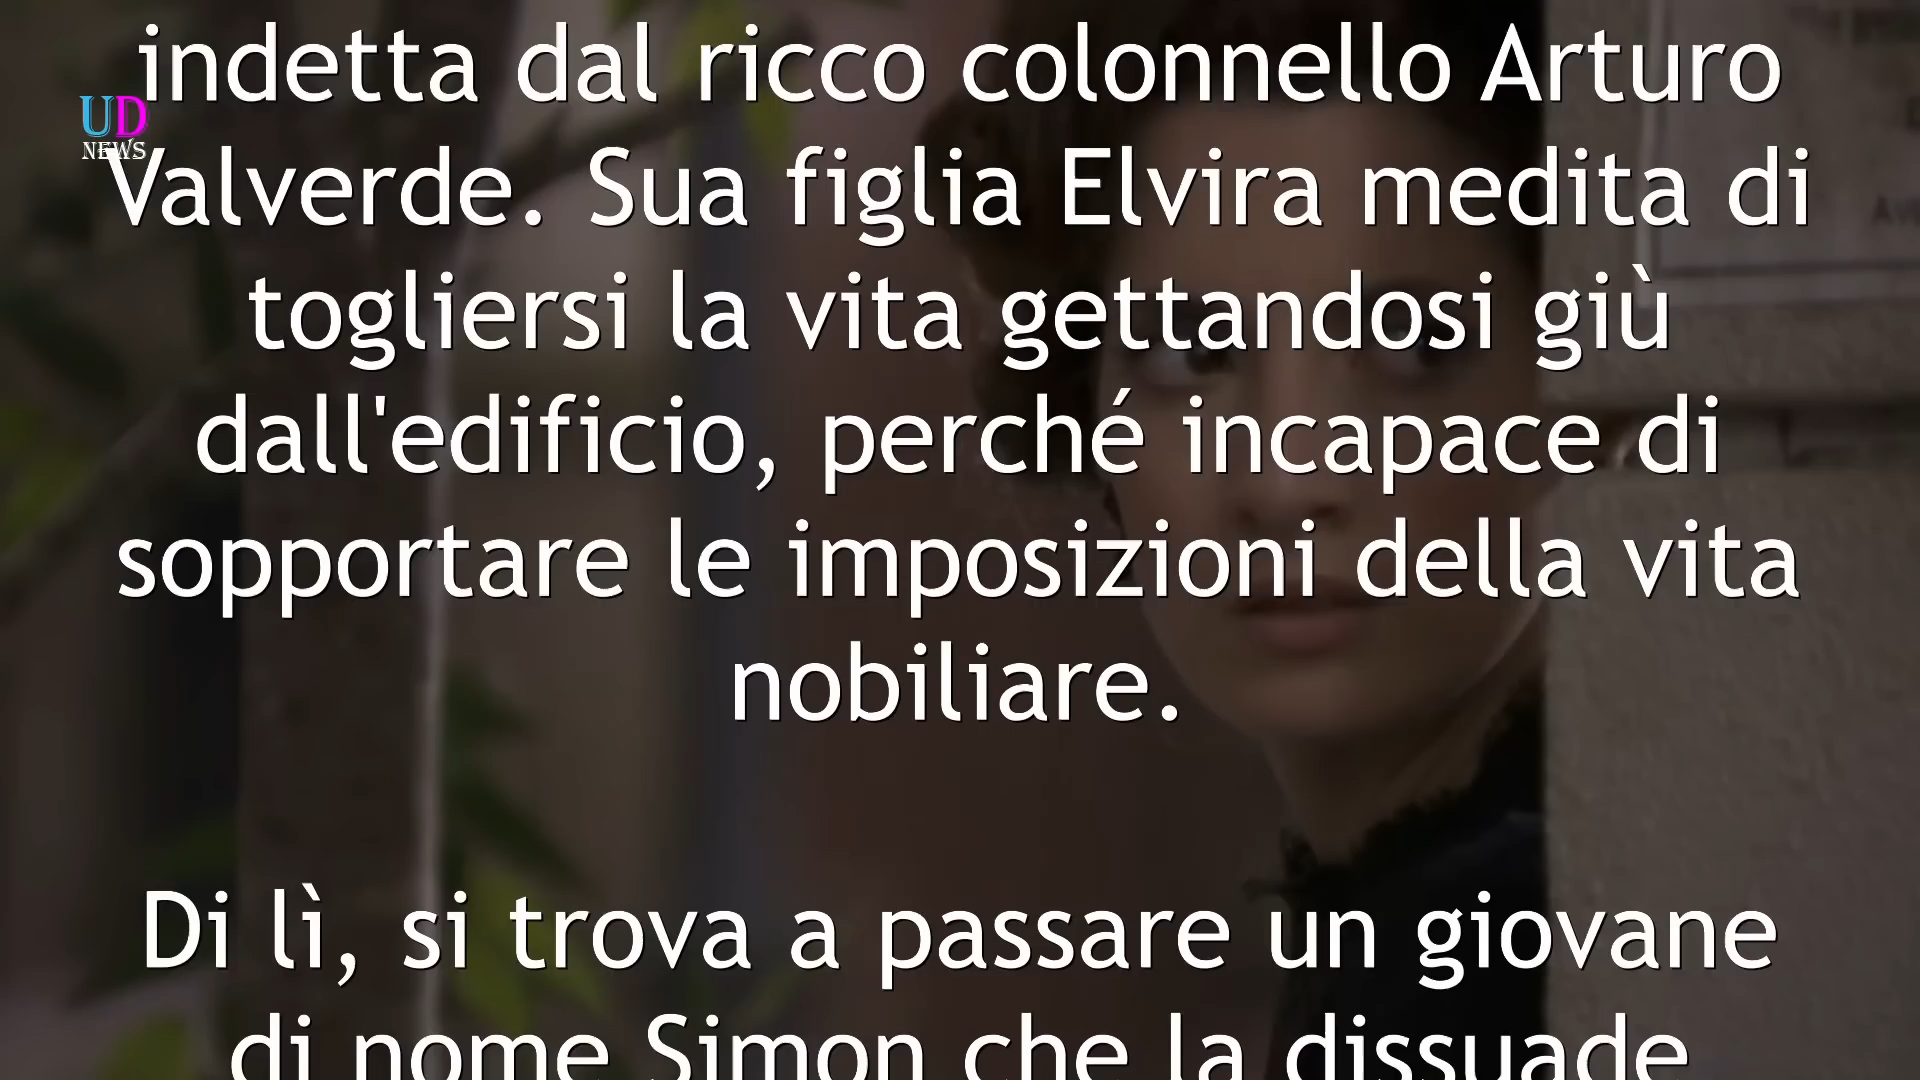 indetta dal ricco colonnello Arturo
UD
NEWS
Valverde. Sua figlia Elvira medita di
togliersi la vita gettandosi giù
dall'edificio, perché incapace di
sopportare le imposizioni della vita
nobiliare.
Di lì, si trova a passare un giovane
di nome Simon che la dissuade